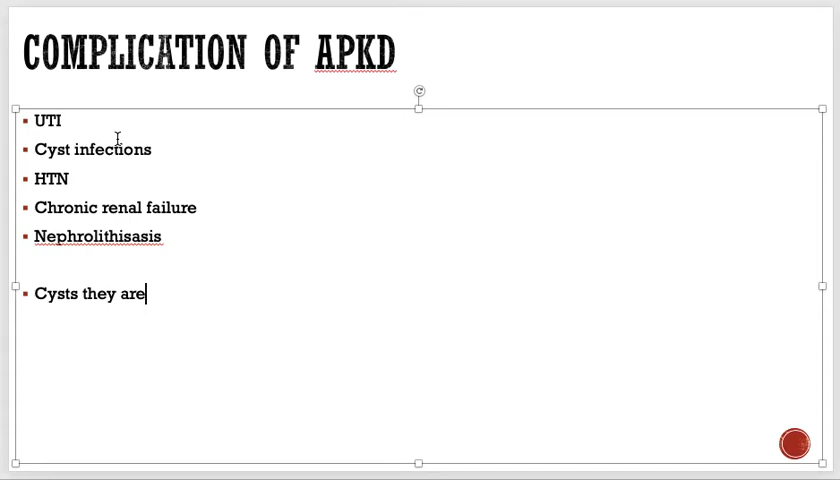 COMPLICATION OF APKD
UTI
Cyst infections
HTN
Chronic renal failure
Nephrolithisasis
Cysts they are